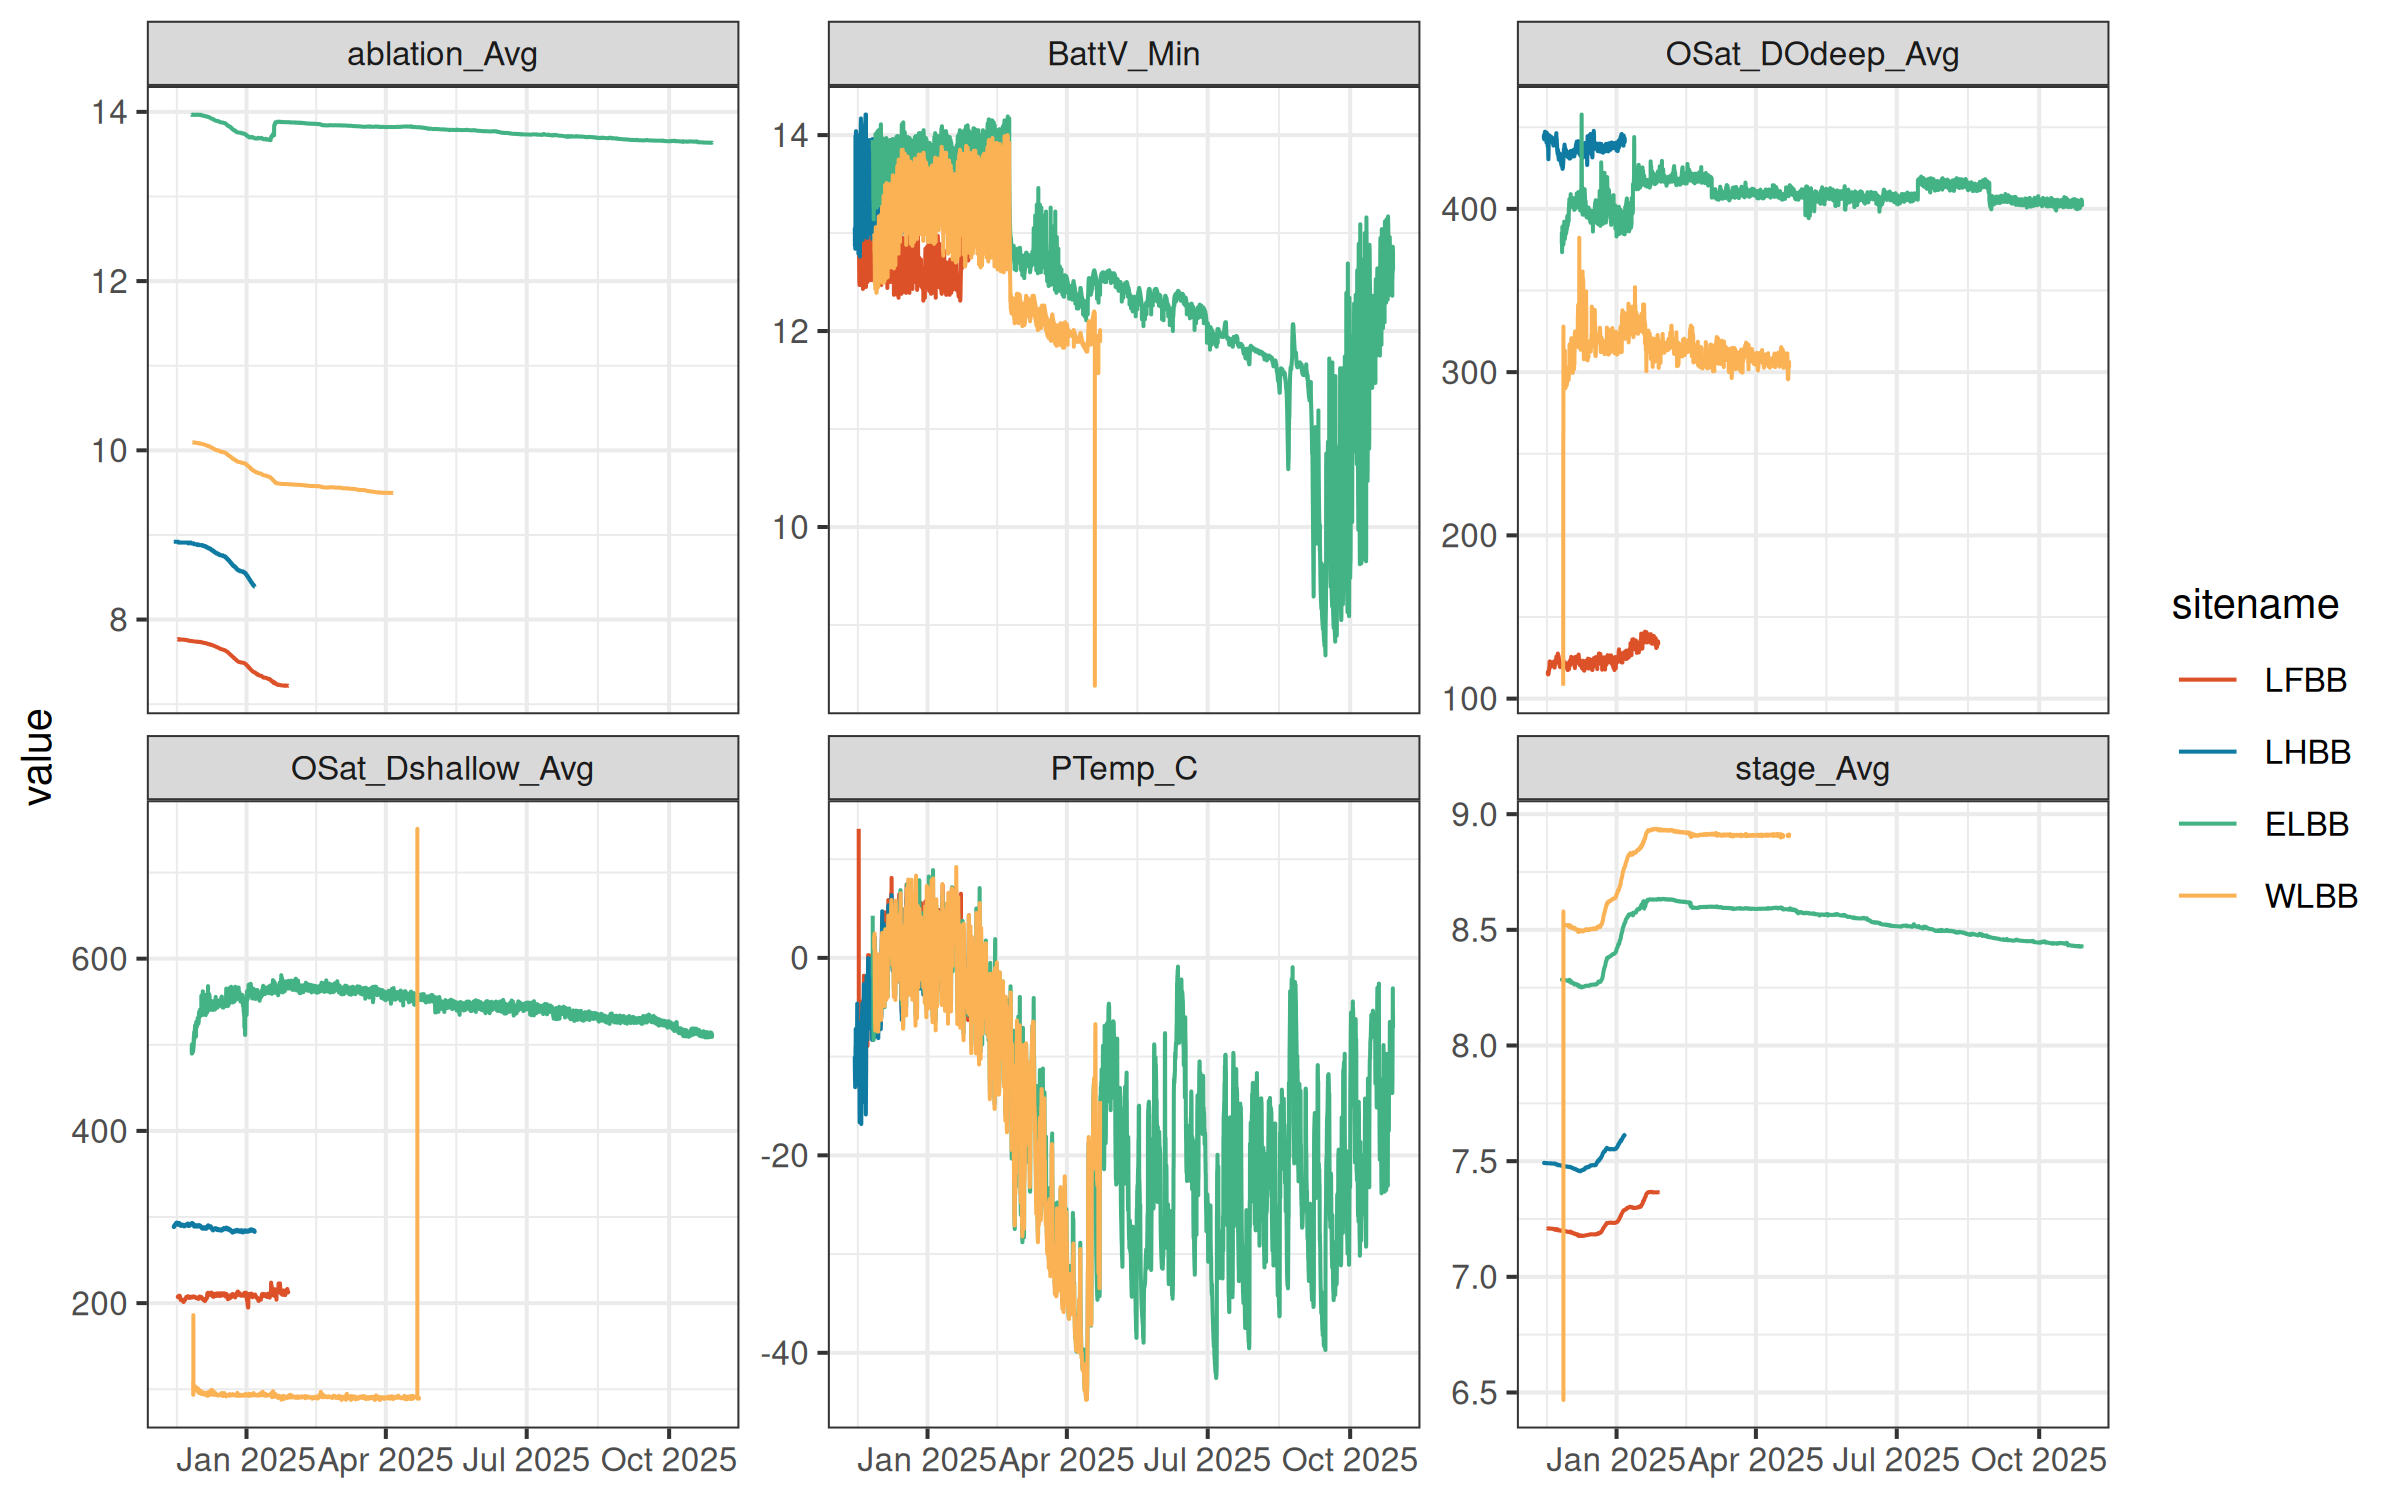 ablation_Avg
BattV_Min
OSat_DOdeep_Avg
14
12
10
8
14
12
10
400
300
200
100
value
OSat_Dshallow_Avg
PTemp_C
stage_Avg
600
400
200
0
-20
-40
9.0
8.5
8.0
7.5
7.0
6.5
Jan 2025 Apr 2025 Jul 2025 Oct 2025
Jan 2025 Apr 2025 Jul 2025 Oct 2025
Jan 2025 Apr 2025 Jul 2025 Oct 2025
sitename
LFBB
LHBB
ELBB
WLBB